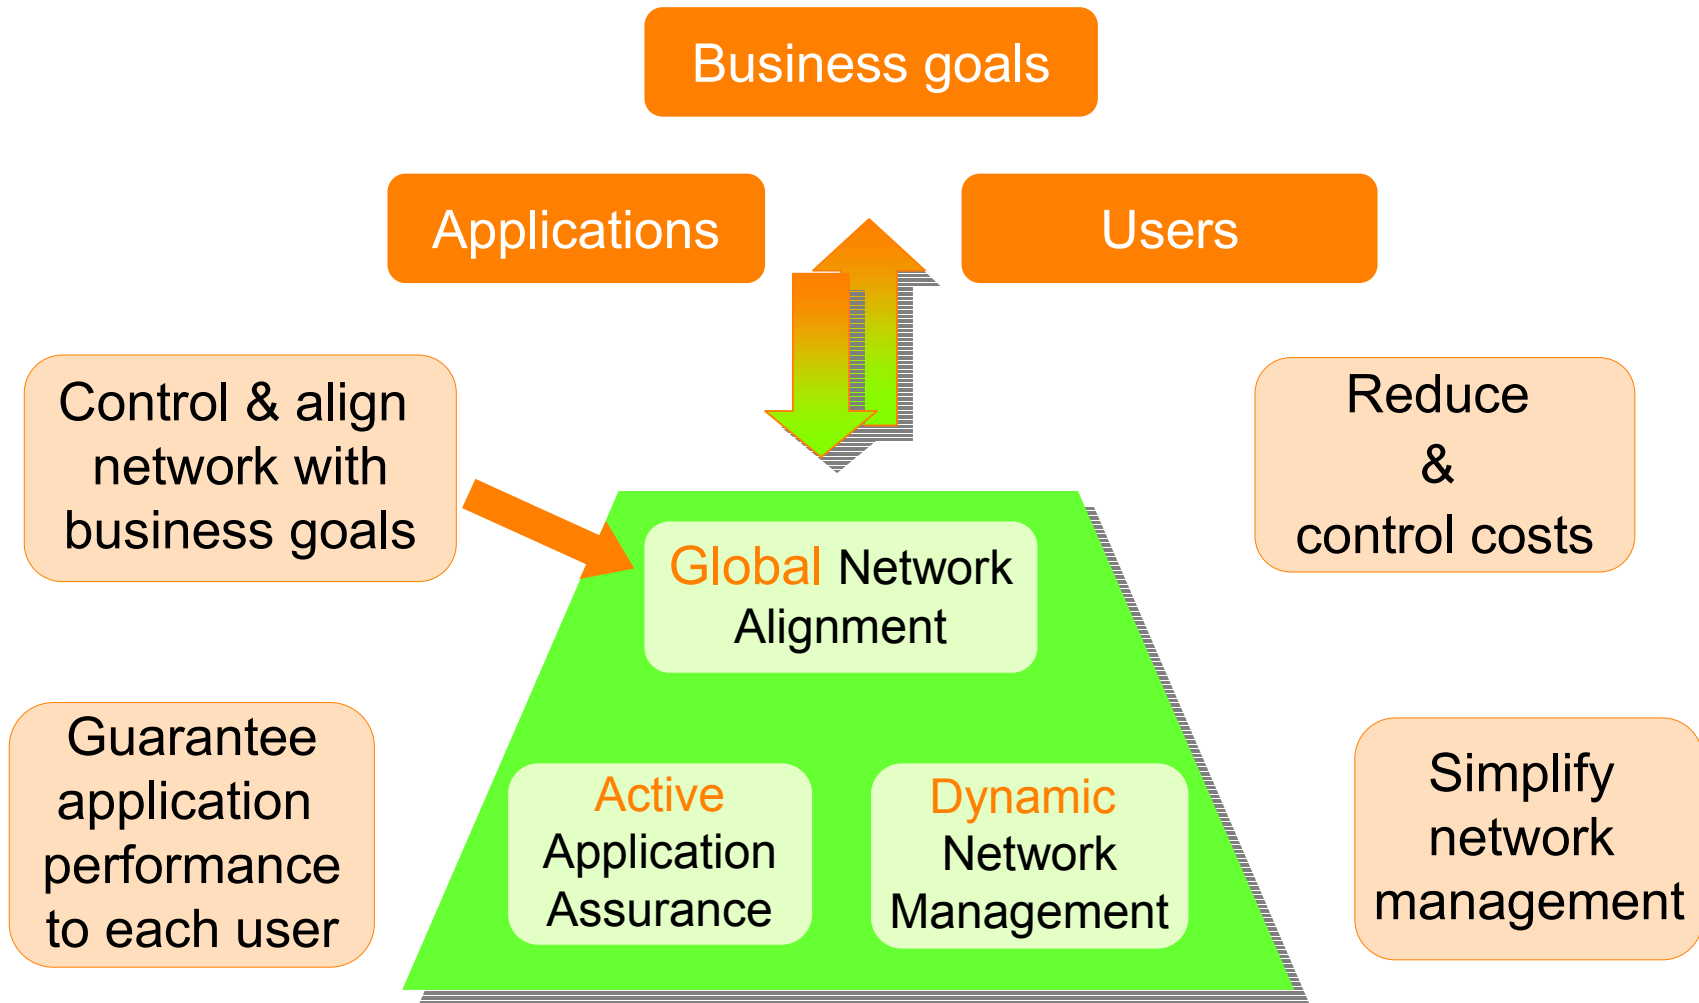 Business goals
Applications
Users
Control & align
network with
business goals
Reduce
&
control costs
Global Network
Alignment
Guarantee
application
performance
to each user
Active
Application
Assurance
Dynamic
Network
Management
Simplify
network
management